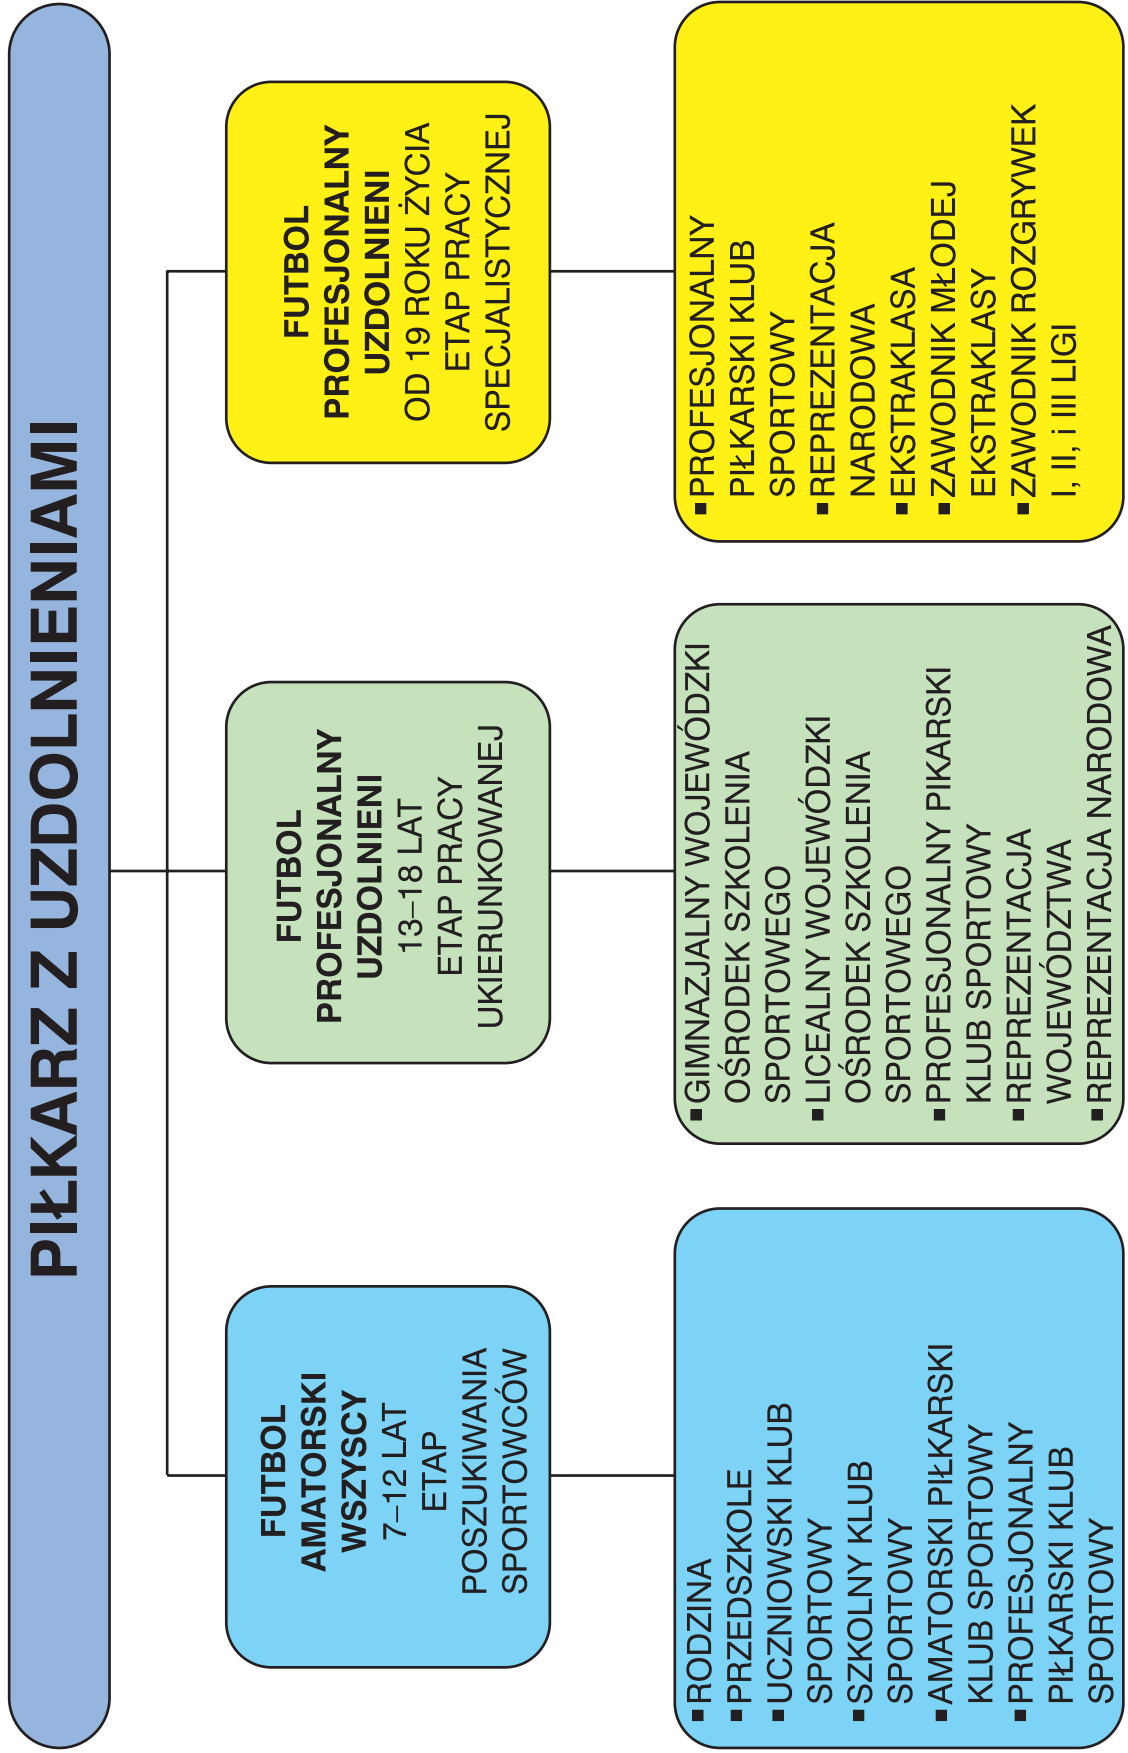 PIŁKARZ Z UZDOLNIENIAMI
FUTBOL
AMATORSKI
WSZYSCY
7–12 LAT
ETAP
POSZUKIWANIA
SPORTOWCÓW
▪RODZINA
▪PRZEDSZKOLE
▪UCZNIOWSKI KLUB
SPORTOWY
▪SZKOLNY KLUB
SPORTOWY
▪AMATORSKI PIŁKARSKI
KLUB SPORTOWY
▪PROFESJONALNY
PIŁKARSKI KLUB
SPORTOWY
FUTBOL
PROFESJONALNY
UZDOLNIENI
13–18 LAT
ETAP PRACY
UKIERUNKOWANEJ
▪GIMNAZJALNY WOJEWÓDZKI
OŚRODEK SZKOLENIA
SPORTOWEGO
▪LICEALNY WOJEWÓDZKI
OŚRODEK SZKOLENIA
SPORTOWEGO
▪PROFESJONALNY PIKARSKI
KLUB SPORTOWY
▪REPREZENTACJA
WOJEWÓDZTWA
▪REPREZENTACJA NARODOWA
FUTBOL
PROFESJONALNY
UZDOLNIENI
OD 19 ROKU ŻYCIA
ETAP PRACY
SPECJALISTYCZNEJ
▪PROFESJONALNY
PIŁKARSKI KLUB
SPORTOWY
▪REPREZENTACJA
NARODOWA
▪EKSTRAKLASA
▪ZAWODNIK MŁODEJ
EKSTRAKLASY
▪ZAWODNIK ROZGRYWEK
I, II, i III LIGI